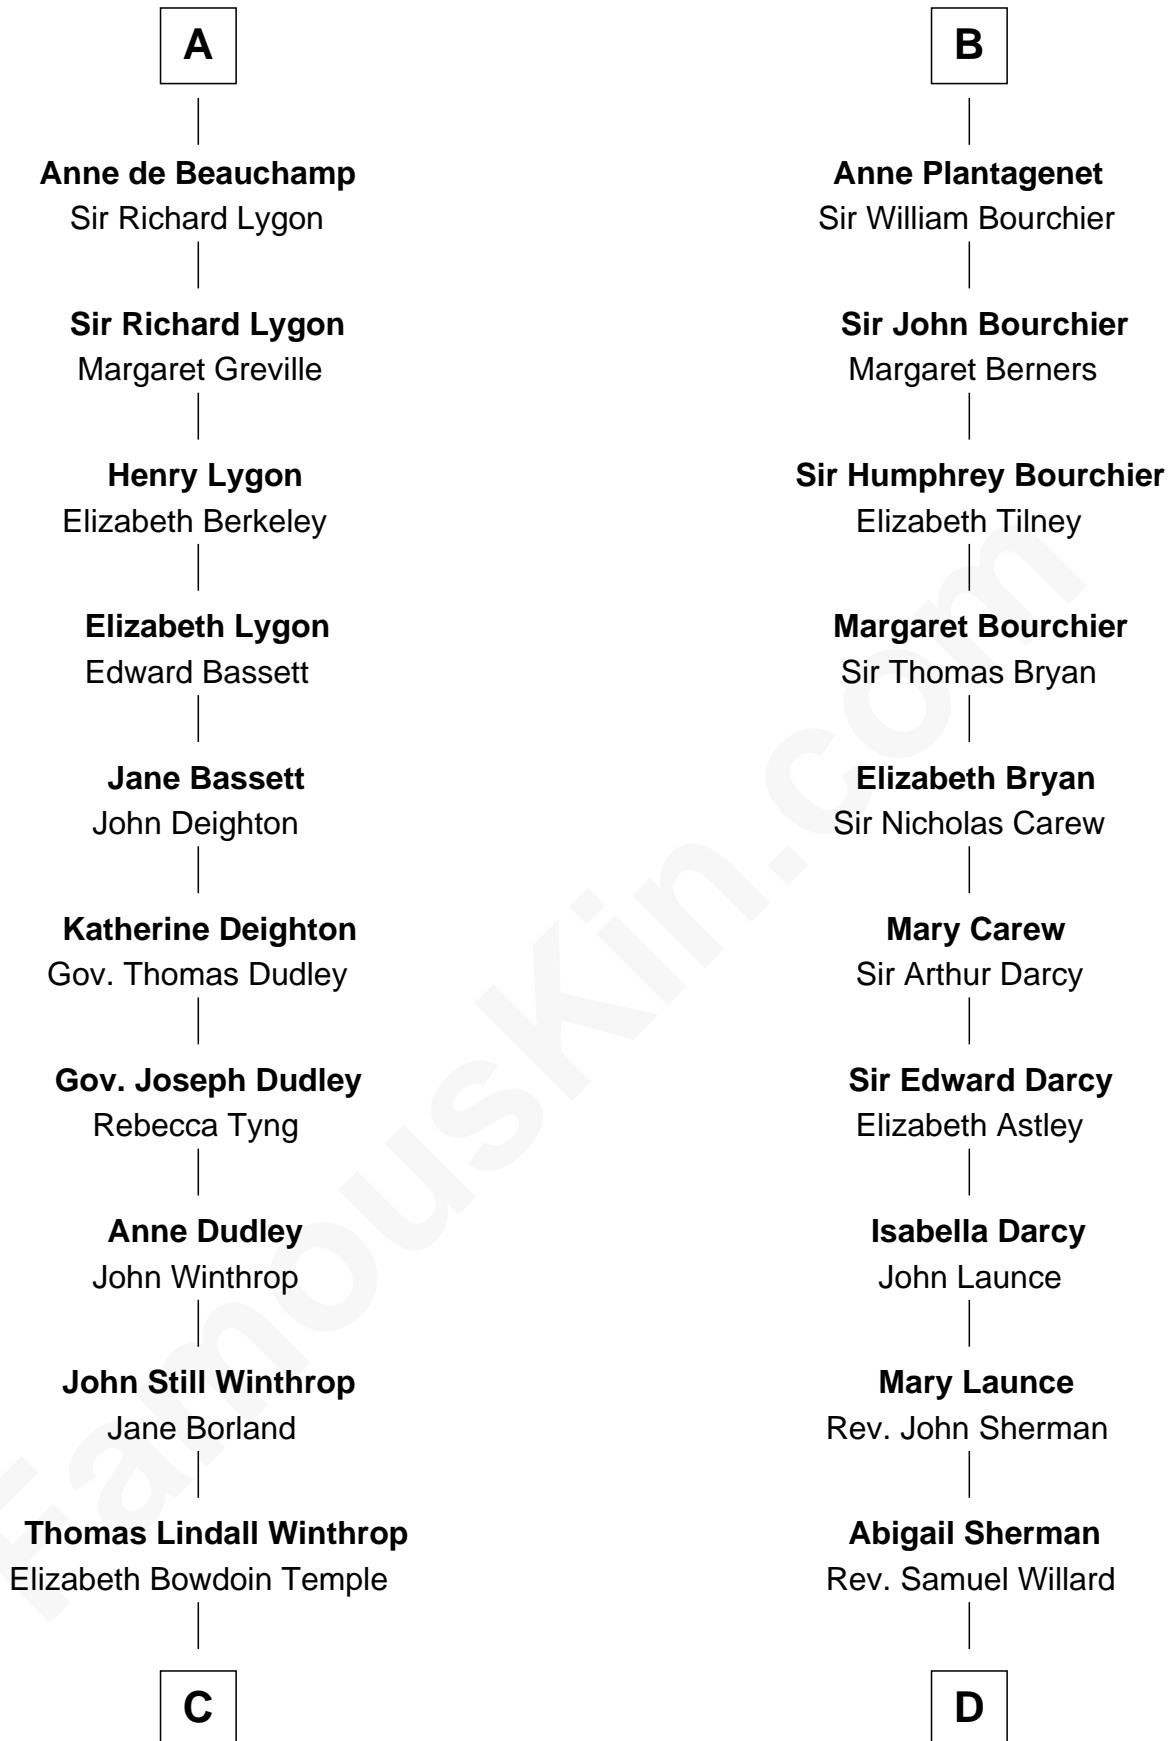 A
Anne de Beauchamp
Sir Richard Lygon
Sir Richard Lygon
Margaret Greville
Henry Lygon
Elizabeth Berkeley
Elizabeth Lygon
Edward Bassett
Jane Bassett
John Deighton
Katherine Deighton
Gov. Thomas Dudley
Gov. Joseph Dudley
Rebecca Tyng
Anne Dudley
John Winthrop
John Still Winthrop
Jane Borland
Thomas Lindall Winthrop
Elizabeth Bowdoin Temple
C
B
Anne Plantagenet
Sir William Bourchier
Sir John Bourchier
Margaret Berners
Sir Humphrey Bourchier
Elizabeth Tilney
Margaret Bourchier
Sir Thomas Bryan
Elizabeth Bryan
Sir Nicholas Carew
Mary Carew
Sir Arthur Darcy
Sir Edward Darcy
Elizabeth Astley
Isabella Darcy
John Launce
Mary Launce
Rev. John Sherman
Abigail Sherman
Rev. Samuel Willard
D
FamousKin.com